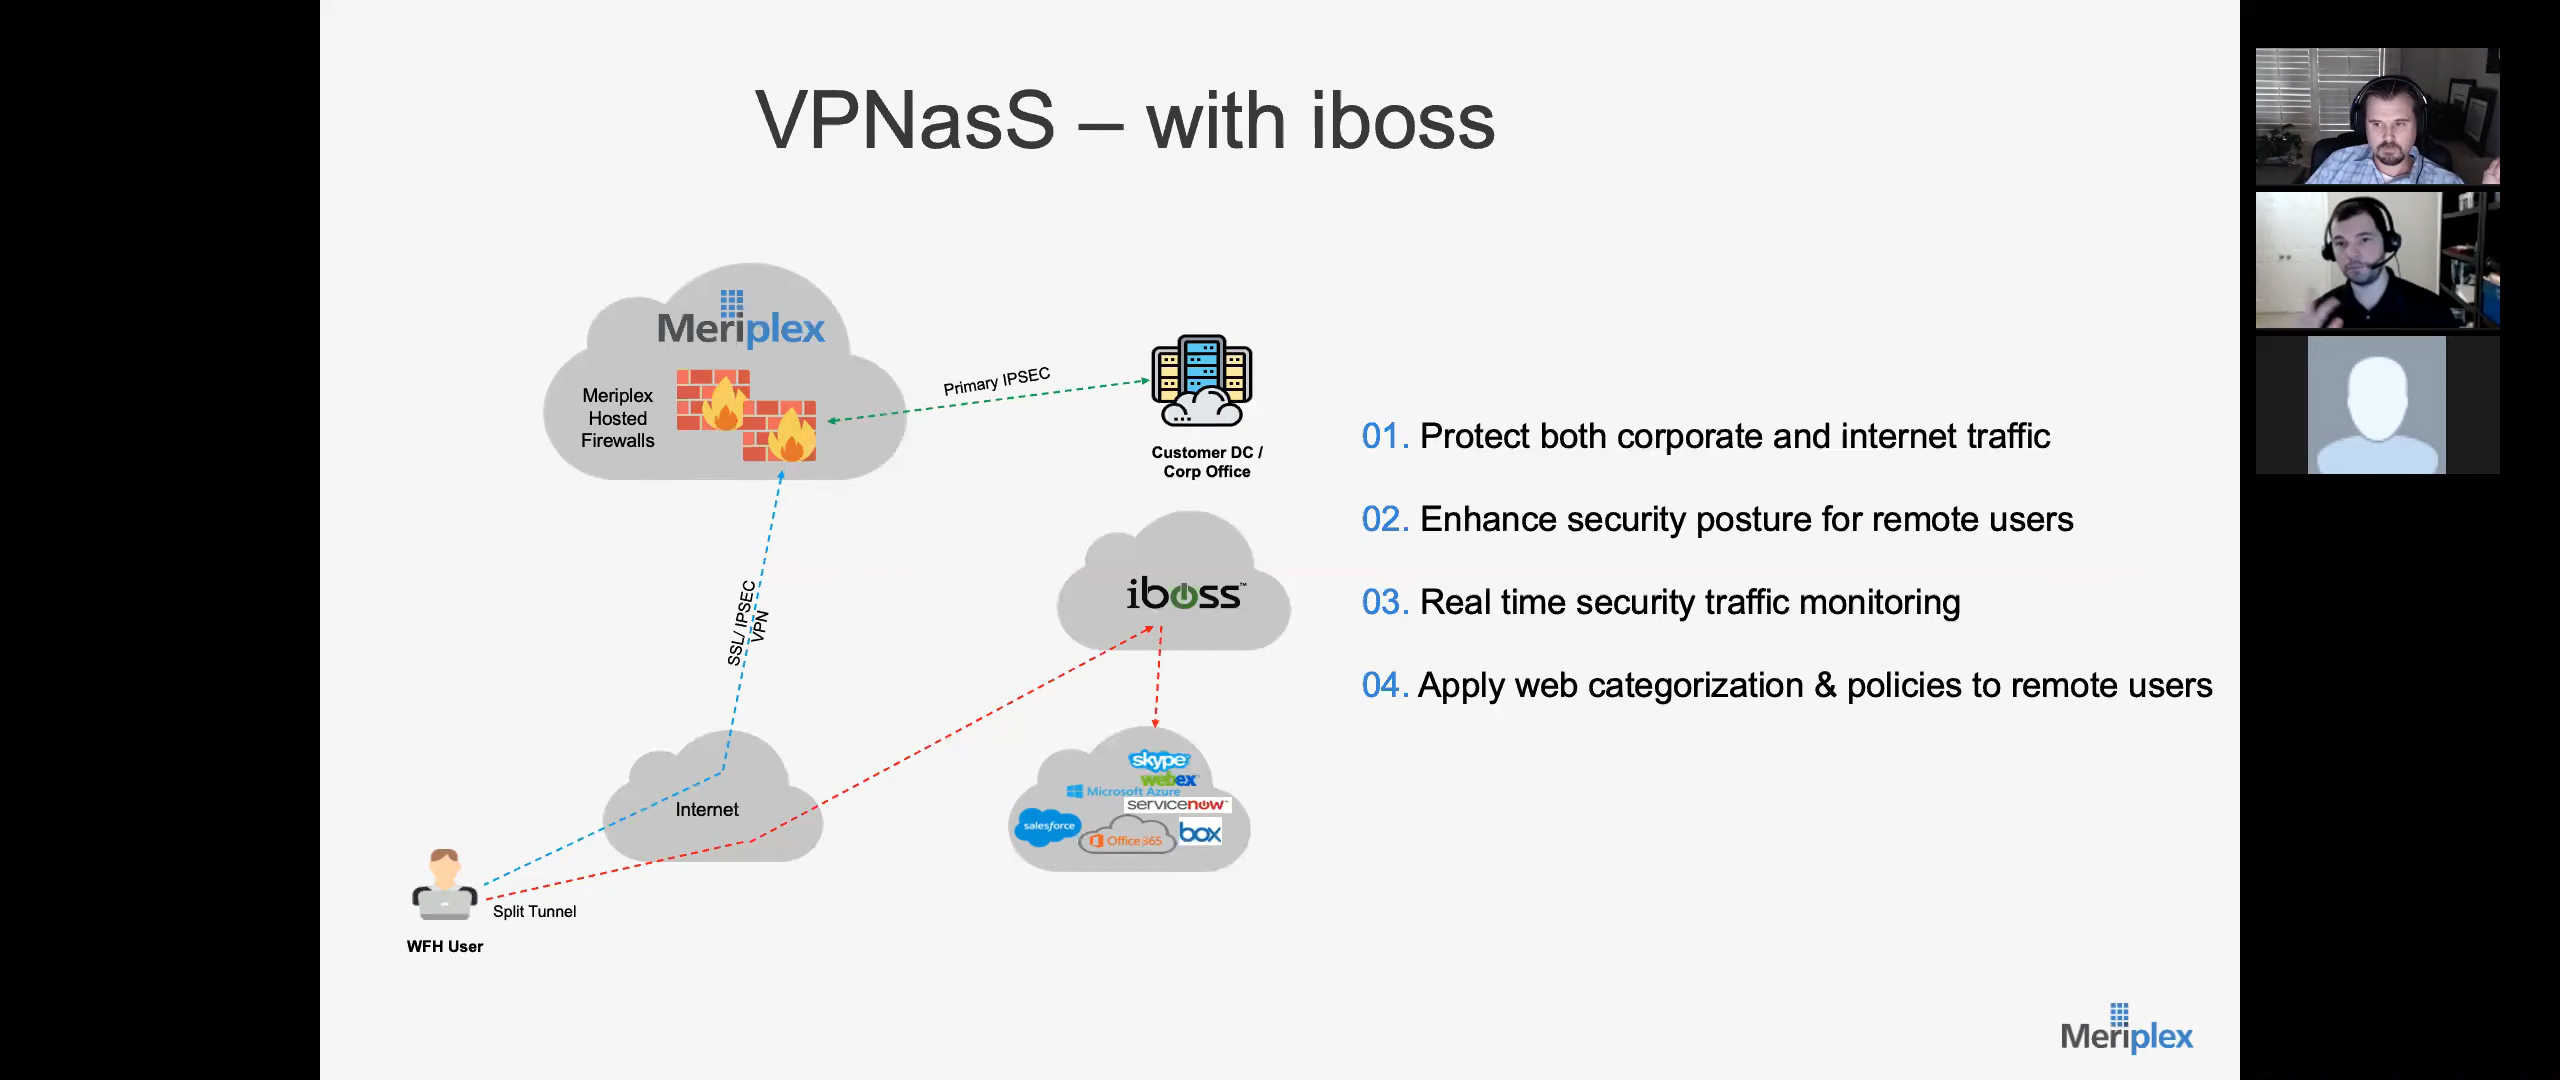 VPNasS – with iboss
Meriplex
Meriplex
Hosted
Firewalls
Primary IPSEC
Customer DC /
Corp Office
01. Protect both corporate and internet traffic
02. Enhance security posture for remote users
03. Real time security traffic monitoring
04. Apply web categorization & policies to remote users
iboss™
SSL/ IPSEC
VPN
skype
webex
Microsoft Azure
servicenow
salesforce
Office 365
box
Internet
Split Tunnel
WFH User
Meriplex